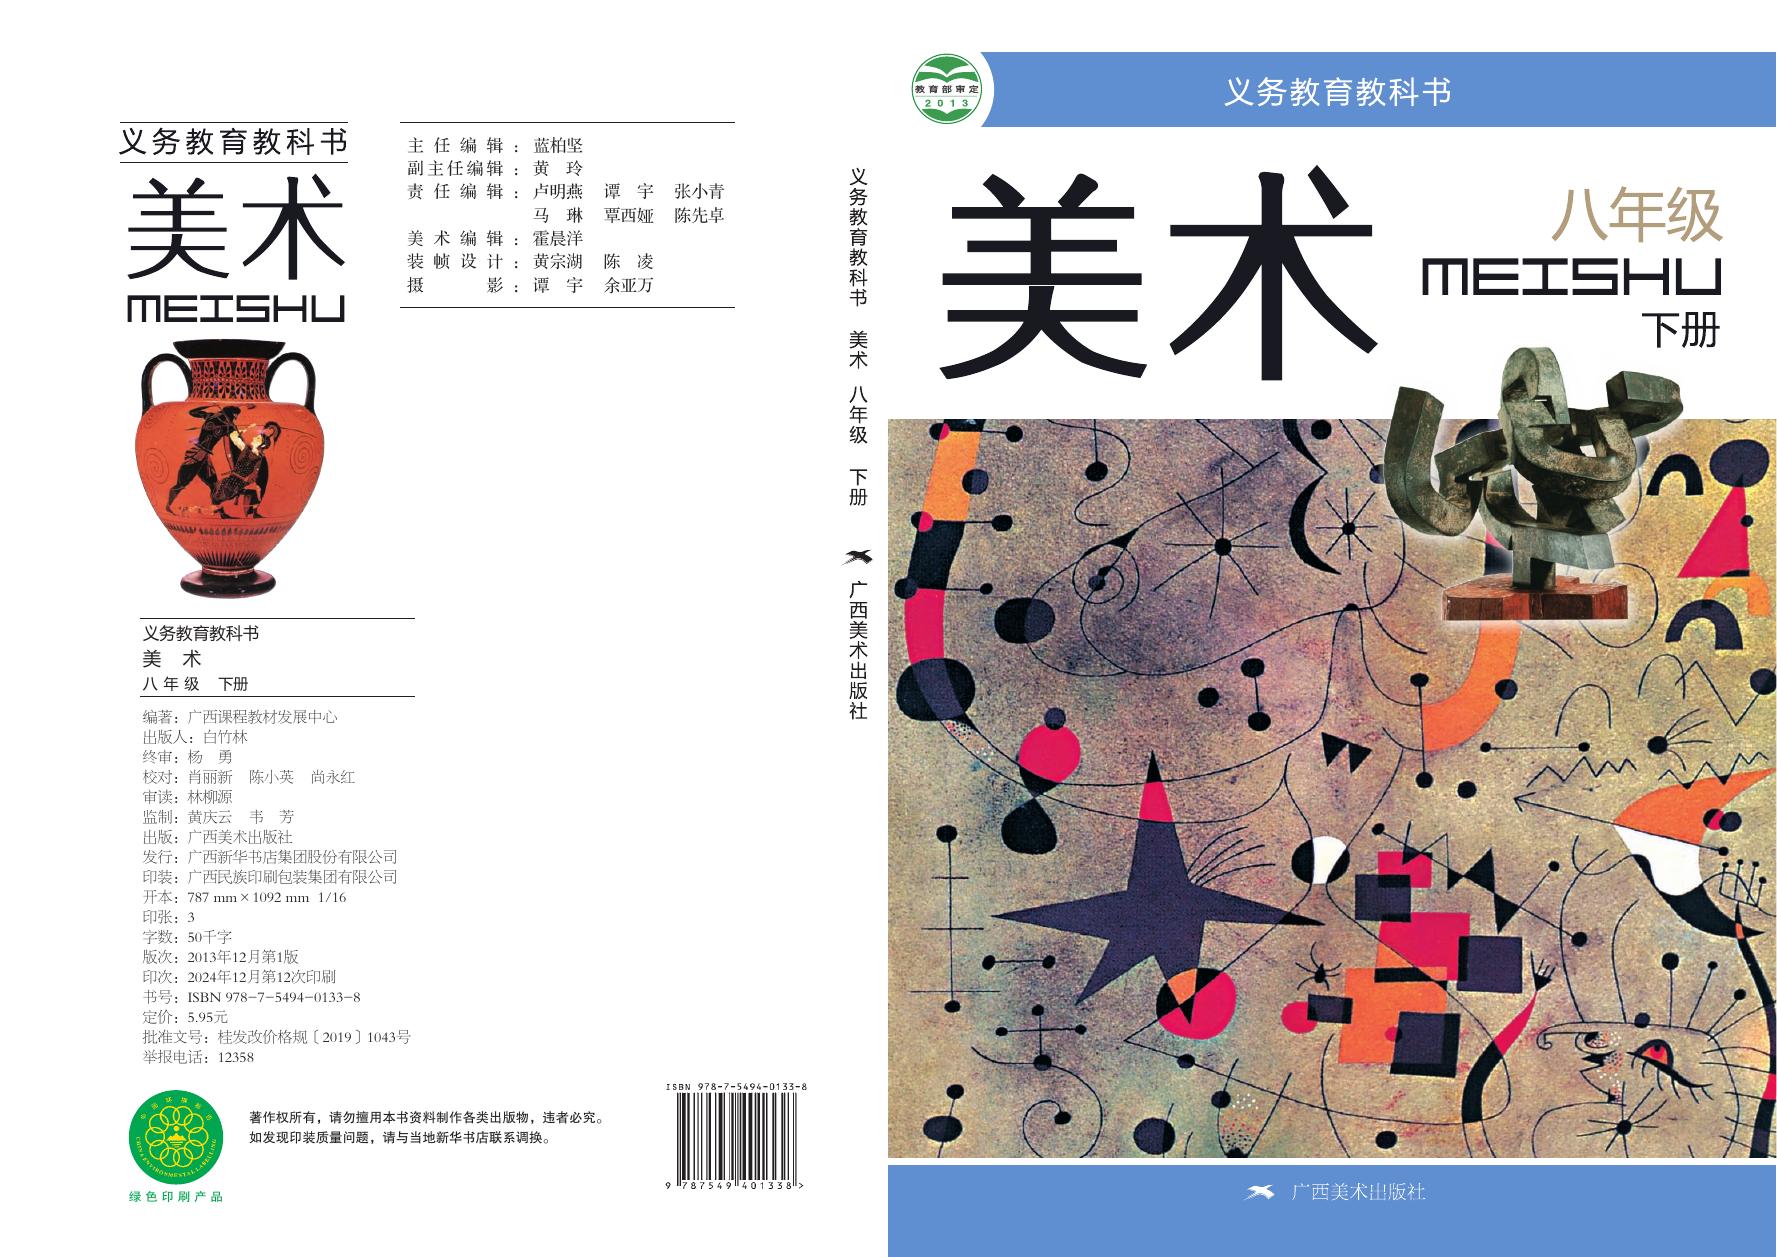 义务教育教科书
美术
MEISHU
主任编辑：蓝柏坚
副主任编辑：黄　玲
责任编辑：卢明燕　谭　宇　张小青
马　琳　覃西娅　陈先卓
美术编辑：霍晨洋
装帧设计：黄宗湖　陈　凌
摄　　影：谭　宇　余亚万
义务教育教科书
美　术
八年级　下册
编著：广西课程教材发展中心
出版人：白竹林
终审：杨　勇
校对：肖丽新　陈小英　尚永红
审读：林柳源
监制：黄庆云　韦　芳
出版：广西美术出版社
发行：广西新华书店集团股份有限公司
印装：广西民族印刷包装集团有限公司
开本：787 mm×1092 mm 1/16
印张：3
字数：50千字
版次：2013年12月第1版
印次：2024年12月第12次印刷
书号：ISBN 978-7-5494-0133-8
定价：5.95元
批准文号：桂发改价格规〔2019〕1043号
举报电话：12358
中国环境标志
CHINA ENVIRONMENTAL LABELLING
绿色印刷产品
著作权所有，请勿擅用本书资料制作各类出版物，违者必究。
如发现印装质量问题，请与当地新华书店联系调换。
ISBN 978-7-5494-0133-8
9 787549 401338 >
义务教育教科书　美术　八年级　下册　广西美术出版社
教育部审定
2013
义务教育教科书
美术
八年级
MEISHU
下册
广西美术出版社